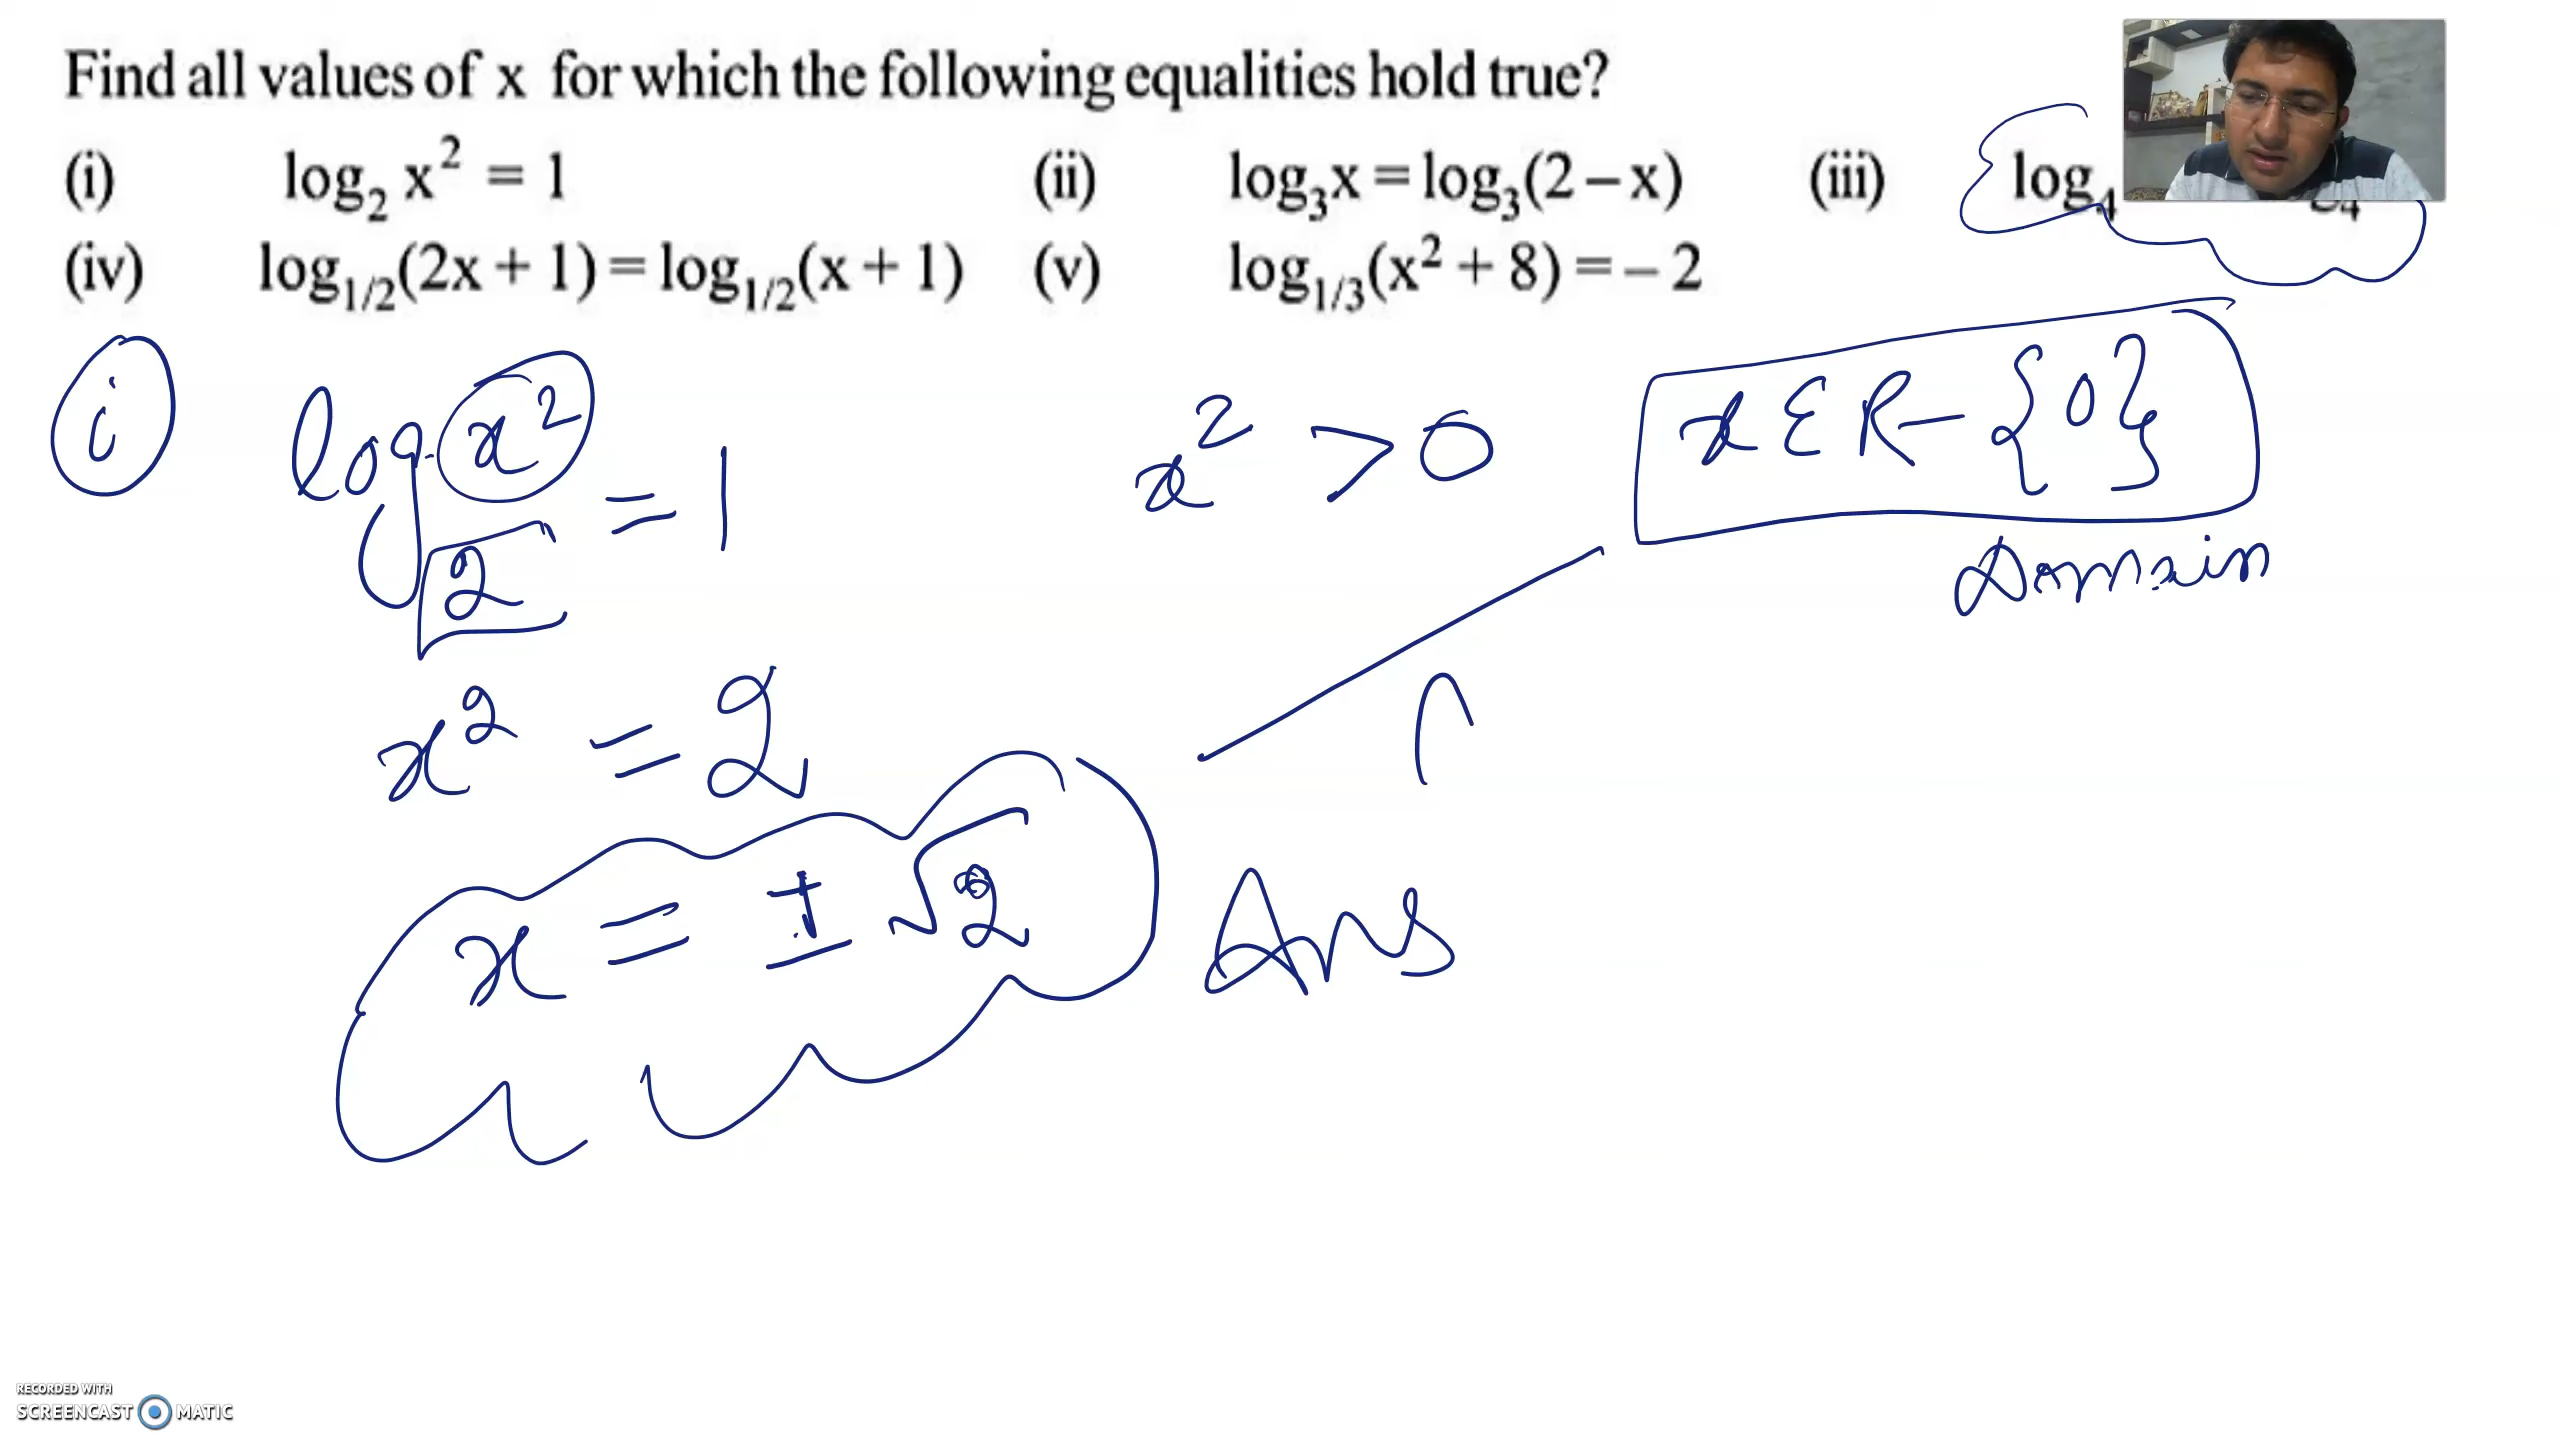 Find all values of x for which the following equalities hold true?
(i) log₂ x² = 1 (ii) log₃x = log₃(2 – x) (iii) log₄
(iv) log₁/₂(2x + 1) = log₁/₂(x + 1) (v) log₁/₃(x² + 8) = – 2
i log₂ x² = 1 x² > 0 x ∈ R – {0}
Domain
x² = 2
x = ± √2 Ans
RECORDED WITH
SCREENCAST MATIC